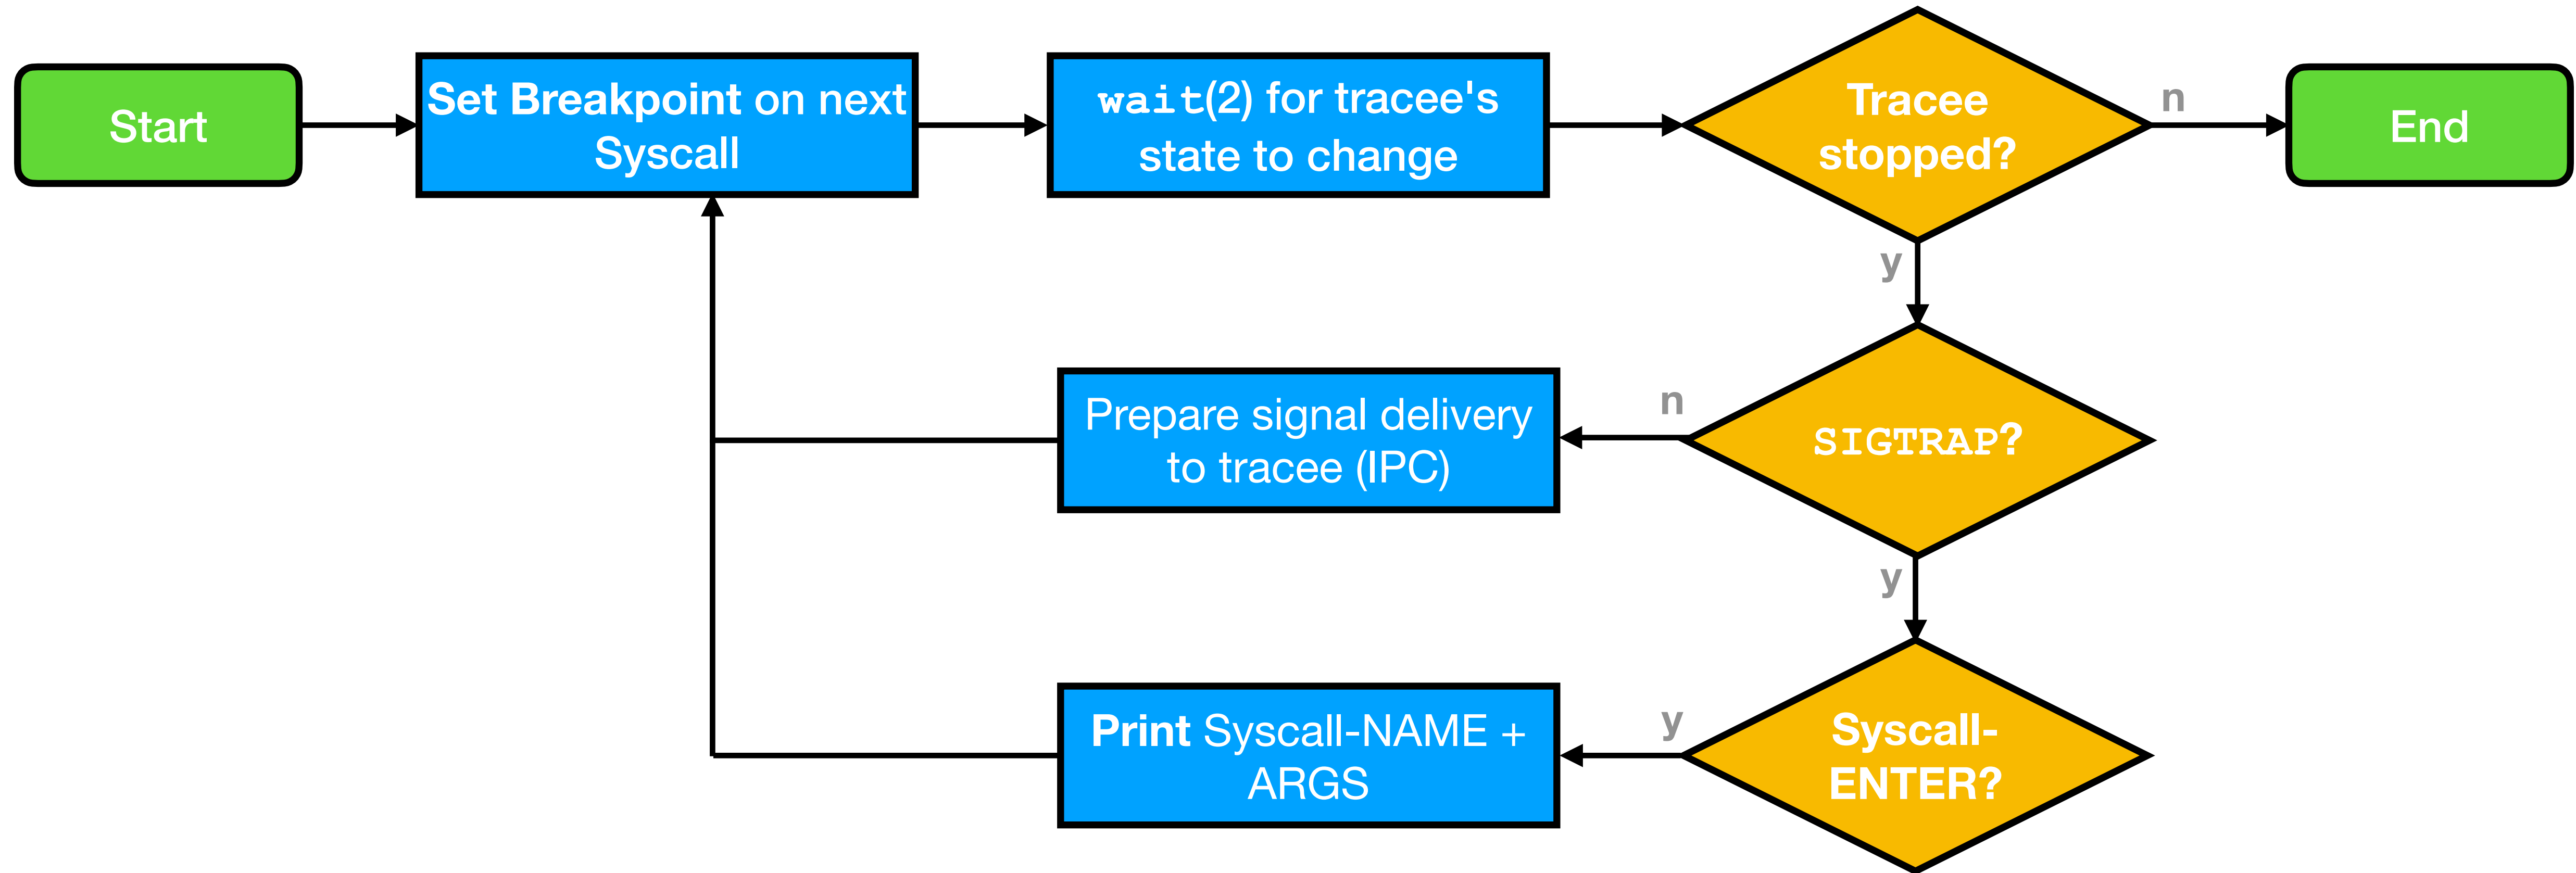 Start
Set Breakpoint on next
Syscall
wait(2) for tracee's
state to change
Tracee
stopped?
n
End
y
Prepare signal delivery
to tracee (IPC)
n
SIGTRAP?
y
Print Syscall-NAME +
ARGS
y
Syscall-
ENTER?